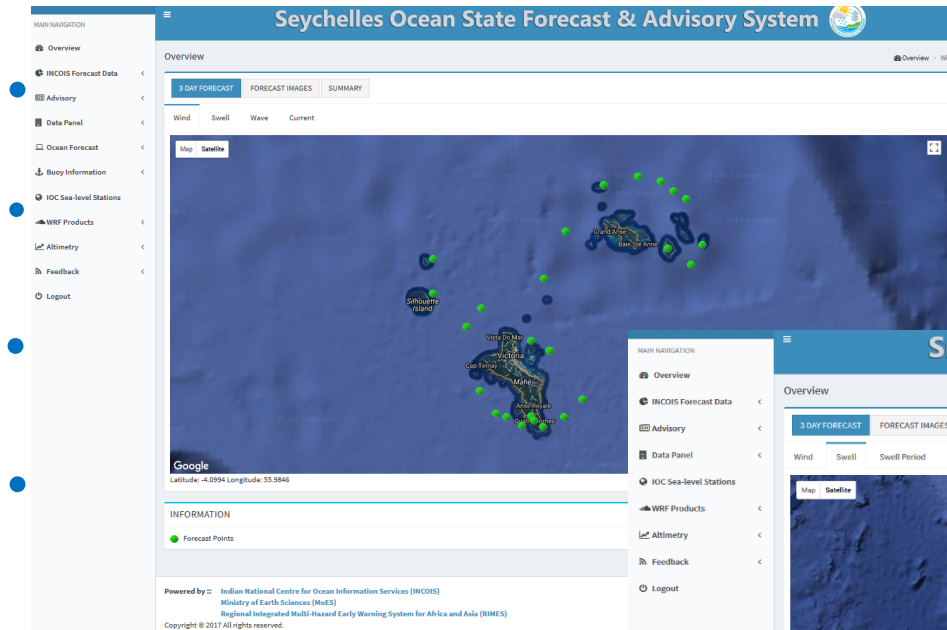 MAIN NAVIGATION
Overview
INCOIS Forecast Data
Advisory
Data Panel
Ocean Forecast
Buoy Information
IOC Sea-level Stations
WRF Products
Altimetry
Feedback
Logout
Seychelles Ocean State Forecast & Advisory System
Overview
Overview
3 DAY FORECAST FORECAST IMAGES SUMMARY
Wind Swell Wave Current
Map Satellite
Grand Anse
Baie Ste Anne
Silhouette
Island
Vista Do Mar
Victoria
Cap Ternay
Mahé
Anse Royale
Google
Latitude: -4.0994 Longitude: 55.9846
INFORMATION
Forecast Points
Powered by :: Indian National Centre for Ocean Information Services (INCOIS)
Ministry of Earth Sciences (MoES)
Regional Integrated Multi-Hazard Early Warning System for Africa and Asia (RIMES)
Copyright © 2017 All rights reserved.
MAIN NAVIGATION
Overview
INCOIS Forecast Data
Advisory
Data Panel
IOC Sea-level Stations
WRF Products
Altimetry
Feedback
Logout
S
Overview
3 DAY FORECAST FORECAST IMAGES
Wind Swell Swell Period
Map Satellite